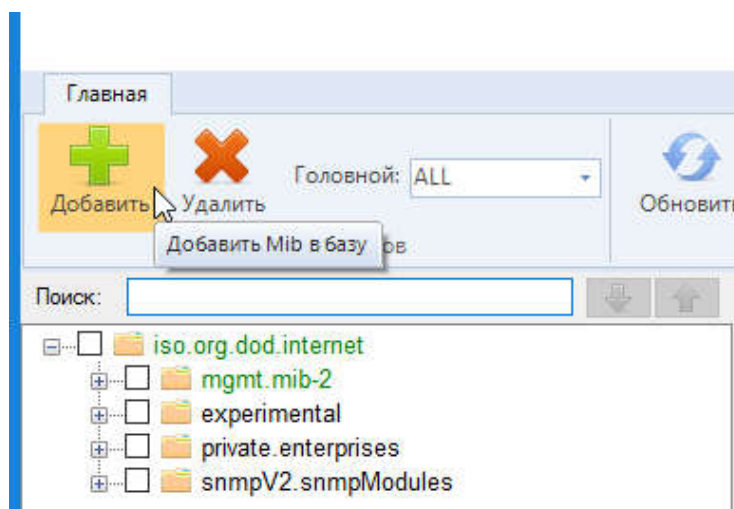 Главная
Добавить
Удалить
Головной: ALL
Обновить
Добавить Mib в базу
ов
Поиск:
iso.org.dod.internet
mgmt.mib-2
experimental
private.enterprises
snmpV2.snmpModules